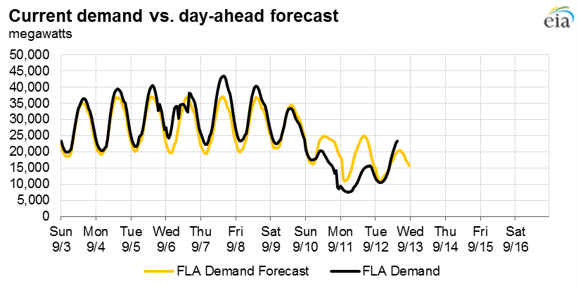 Current demand vs. day-ahead forecast
megawatts
eia
50,000
45,000
40,000
35,000
30,000
25,000
20,000
15,000
10,000
5,000
0
Sun Mon Tue Wed Thu Fri Sat Sun Mon Tue Wed Thu Fri Sat
9/3 9/4 9/5 9/6 9/7 9/8 9/9 9/10 9/11 9/12 9/13 9/14 9/15 9/16
FLA Demand Forecast FLA Demand